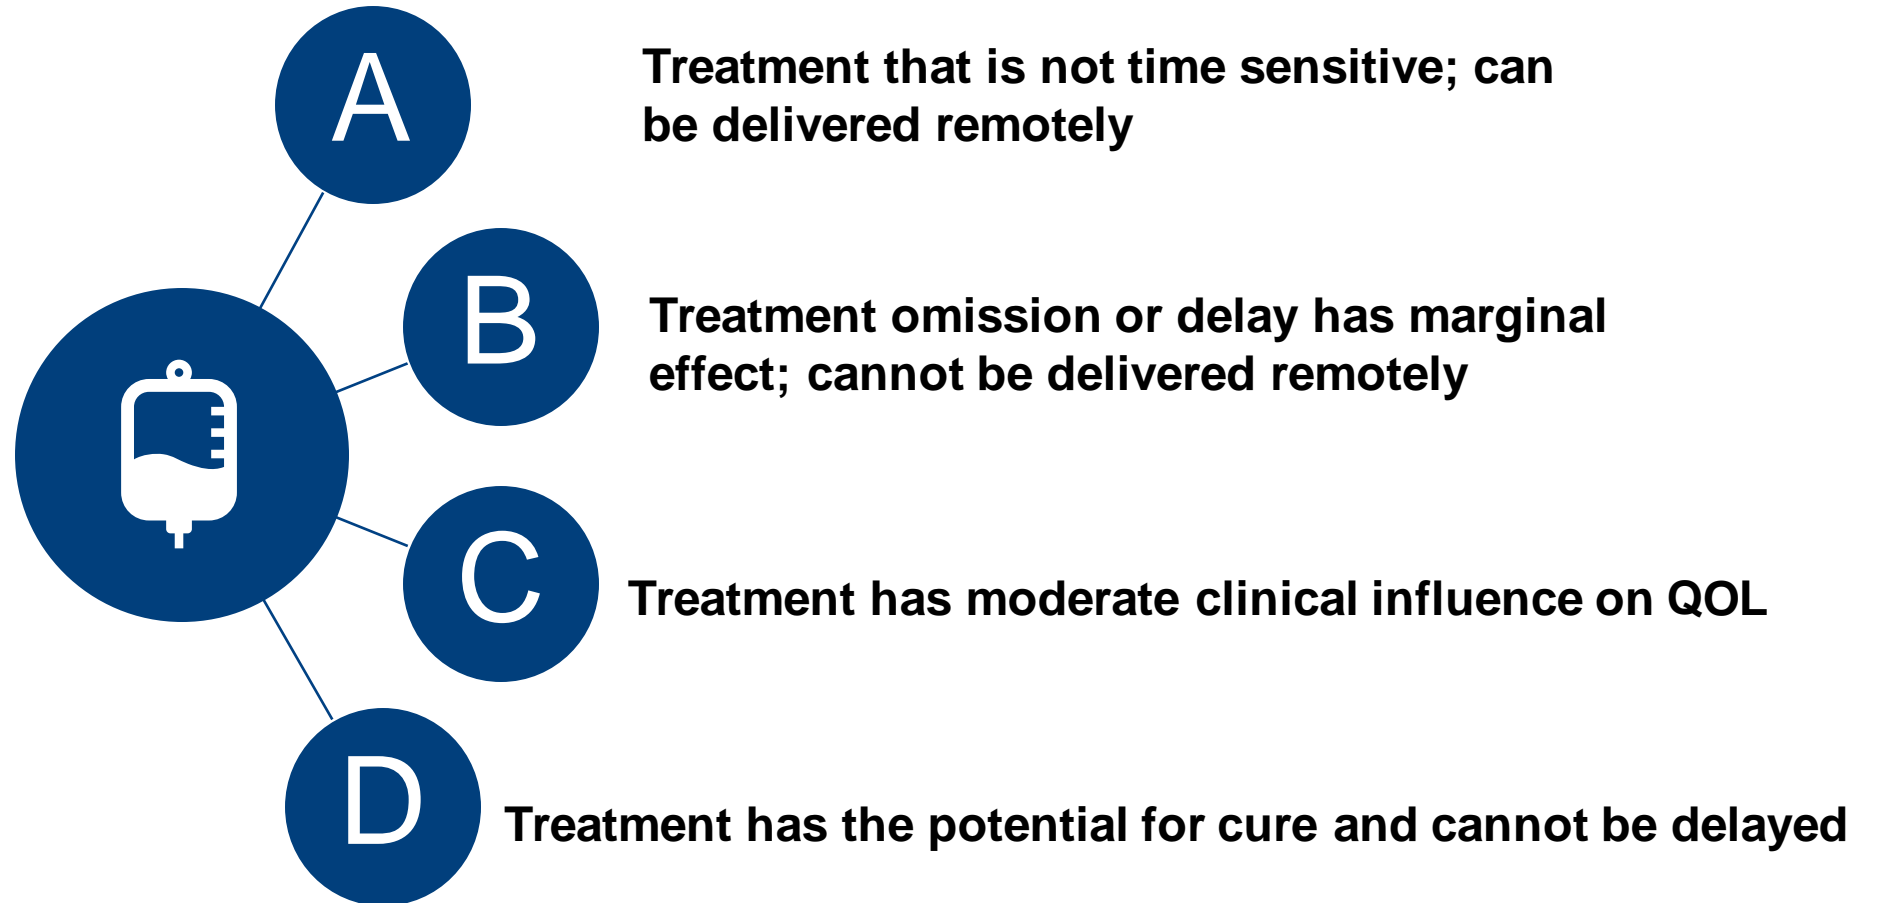 A
Treatment that is not time sensitive; can
be delivered remotely
B
Treatment omission or delay has marginal
effect; cannot be delivered remotely
C
Treatment has moderate clinical influence on QOL
D
Treatment has the potential for cure and cannot be delayed